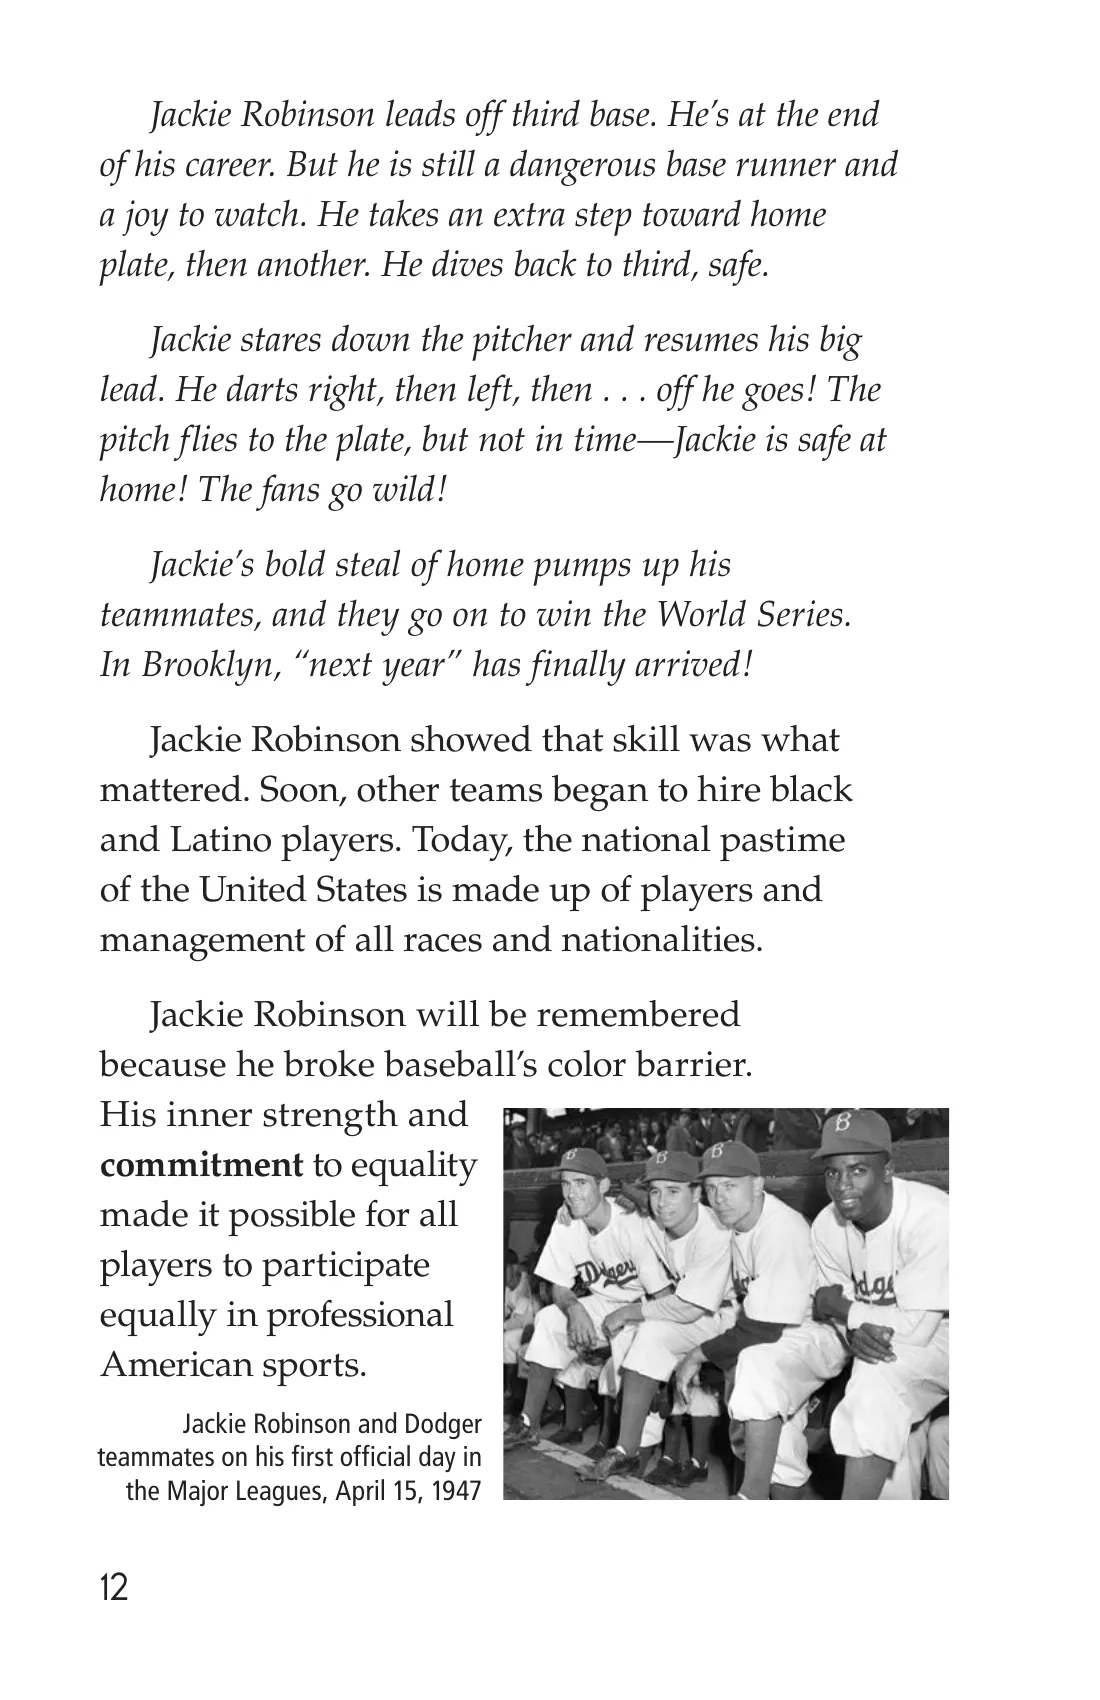 Jackie Robinson leads off third base. He’s at the end
of his career. But he is still a dangerous base runner and
a joy to watch. He takes an extra step toward home
plate, then another. He dives back to third, safe.
Jackie stares down the pitcher and resumes his big
lead. He darts right, then left, then . . . off he goes! The
pitch flies to the plate, but not in time—Jackie is safe at
home! The fans go wild!
Jackie’s bold steal of home pumps up his
teammates, and they go on to win the World Series.
In Brooklyn, “next year” has finally arrived!
Jackie Robinson showed that skill was what
mattered. Soon, other teams began to hire black
and Latino players. Today, the national pastime
of the United States is made up of players and
management of all races and nationalities.
Jackie Robinson will be remembered
because he broke baseball’s color barrier.
His inner strength and
commitment to equality
made it possible for all
players to participate
equally in professional
American sports.
B
B
B
B
Dodgers
dge
Jackie Robinson and Dodger
teammates on his first official day in
the Major Leagues, April 15, 1947
12